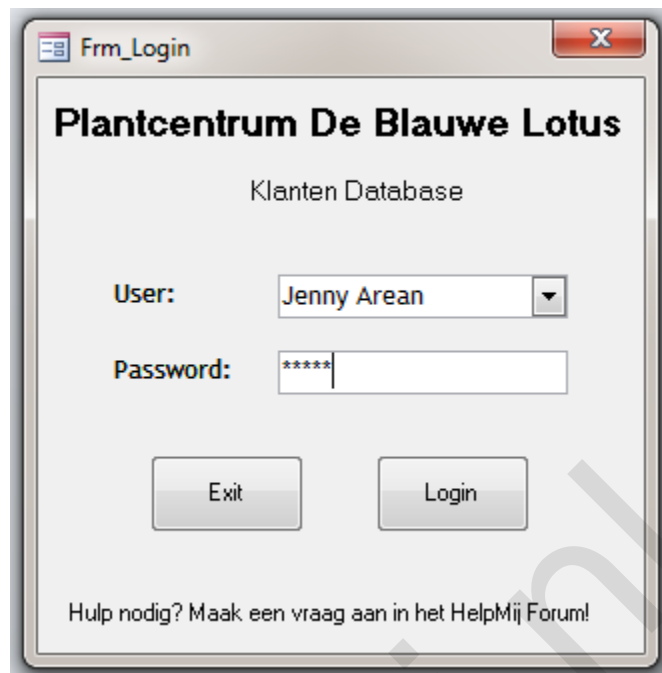 Frm_Login
Plantcentrum De Blauwe Lotus
Klanten Database
User: Jenny Arean
Password: *****
Exit Login
Hulp nodig? Maak een vraag aan in het HelpMij Forum!